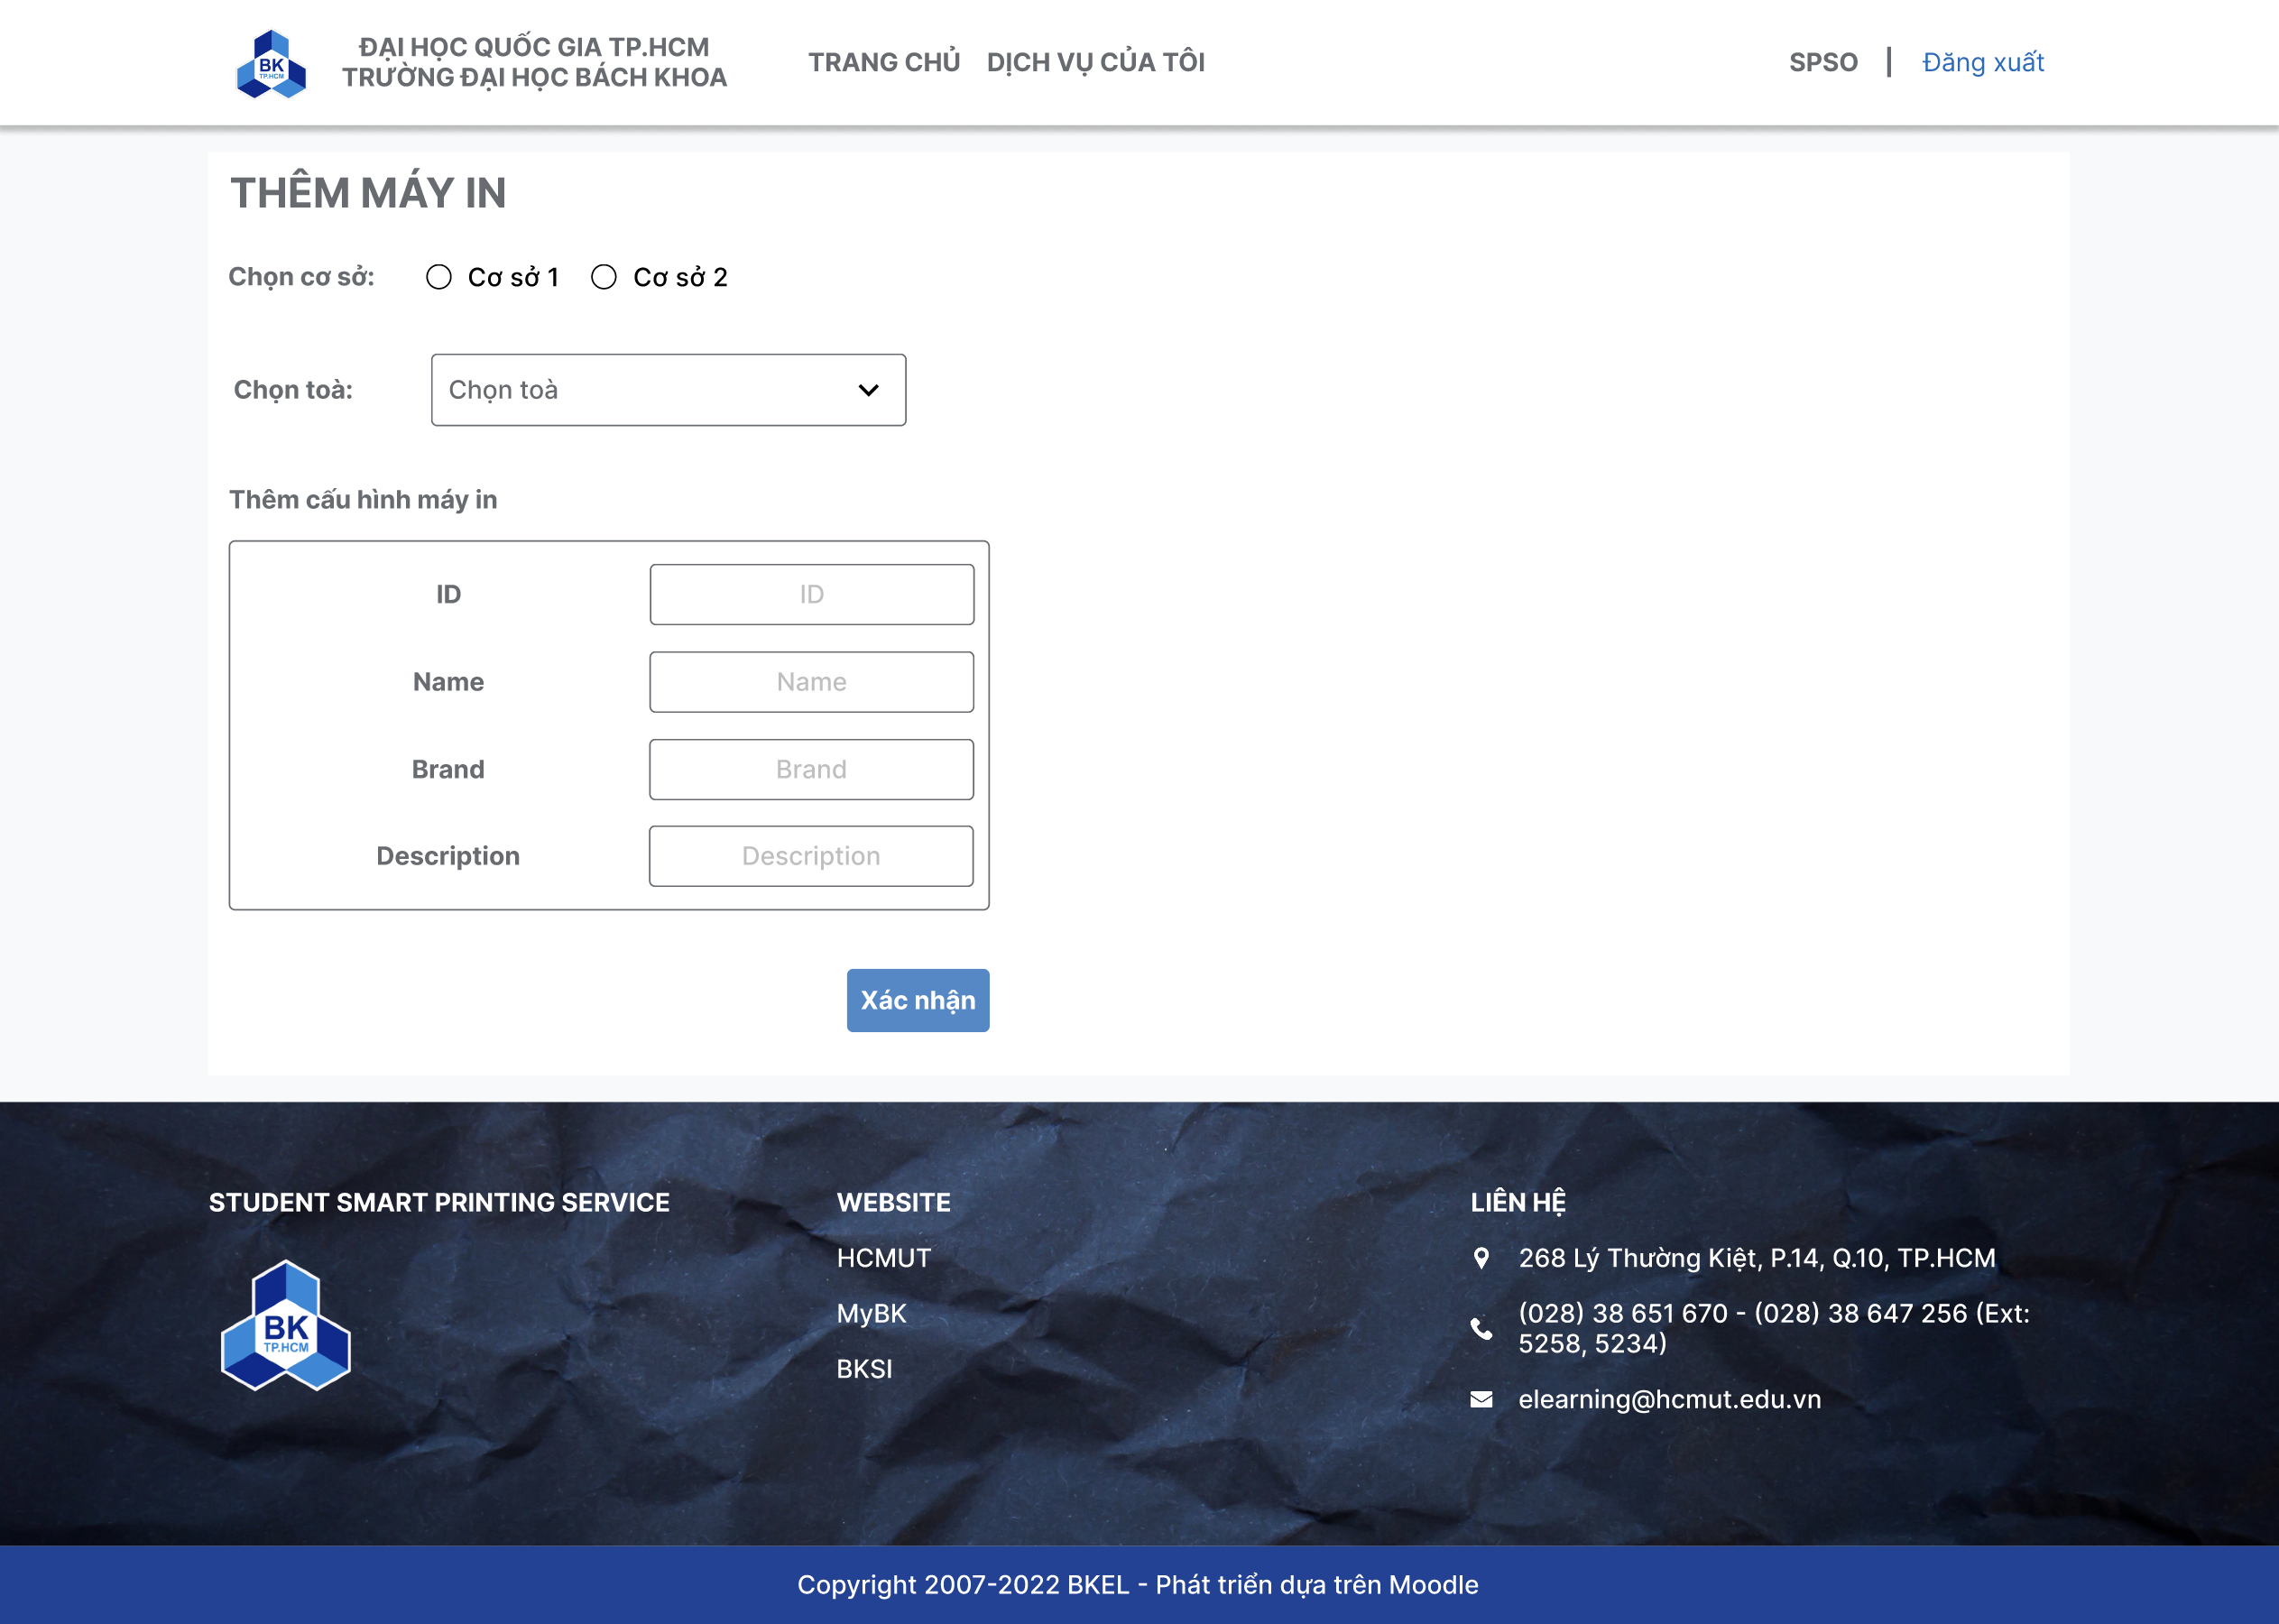 BK
TP.HCM
ĐẠI HỌC QUỐC GIA TP.HCM
TRƯỜNG ĐẠI HỌC BÁCH KHOA
TRANG CHỦ
DỊCH VỤ CỦA TÔI
SPSO | Đăng xuất
THÊM MÁY IN
Chọn cơ sở:
Cơ sở 1
Cơ sở 2
Chọn toà:
Chọn toà
Thêm cấu hình máy in
ID
ID
Name
Name
Brand
Brand
Description
Description
Xác nhận
STUDENT SMART PRINTING SERVICE
BK
TP.HCM
WEBSITE
HCMUT
MyBK
BKSI
LIÊN HỆ
268 Lý Thường Kiệt, P.14, Q.10, TP.HCM
(028) 38 651 670 - (028) 38 647 256 (Ext:
5258, 5234)
elearning@hcmut.edu.vn
Copyright 2007-2022 BKEL - Phát triển dựa trên Moodle